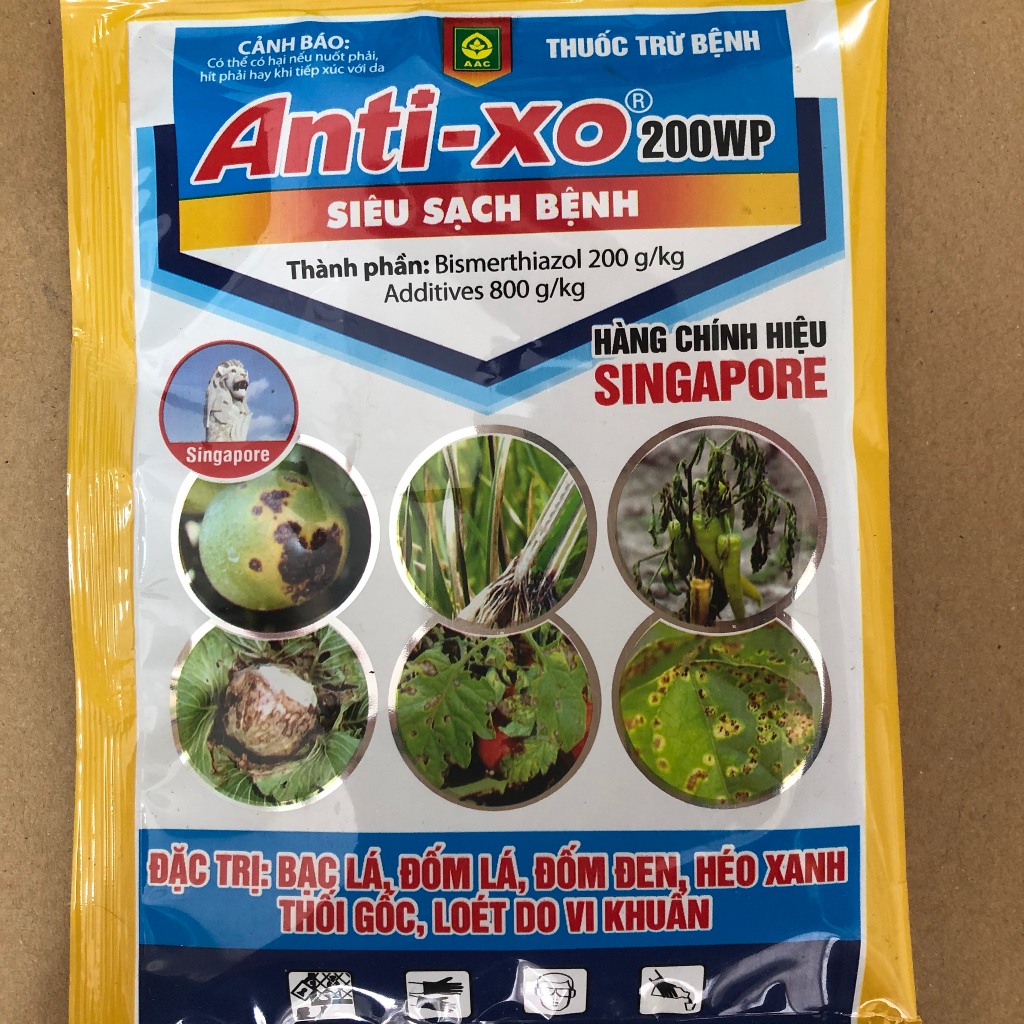 CẢNH BÁO:
Có thể có hại nếu nuốt phải,
hít phải hay khi tiếp xúc với da
AAC
THUỐC TRỪ BỆNH
Anti-xo® 200WP
SIÊU SẠCH BỆNH
Thành phần: Bismerthiazol 200 g/kg
Additives 800 g/kg
HÀNG CHÍNH HIỆU
SINGAPORE
Singapore
ĐẶC TRỊ: BẠC LÁ, ĐỐM LÁ, ĐỐM ĐEN, HÉO XANH
THỐI GỐC, LOÉT DO VI KHUẨN